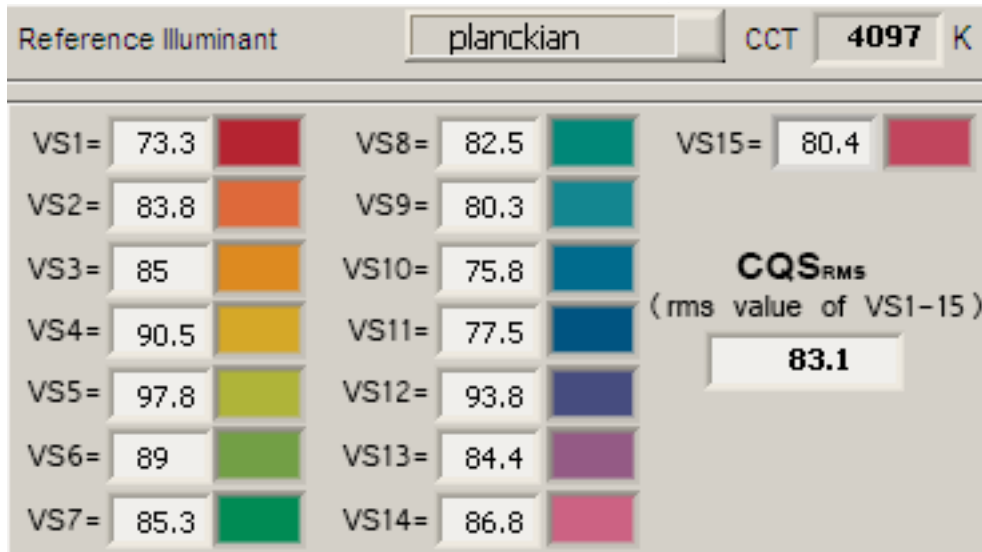 Reference Illuminant planckian CCT 4097 K
VS1= 73.3 VS8= 82.5 VS15= 80.4
VS2= 83.8 VS9= 80.3
VS3= 85 VS10= 75.8 CQSRMS
VS4= 90.5 VS11= 77.5 (rms value of VS1-15)
VS5= 97.8 VS12= 93.8 83.1
VS6= 89 VS13= 84.4
VS7= 85.3 VS14= 86.8